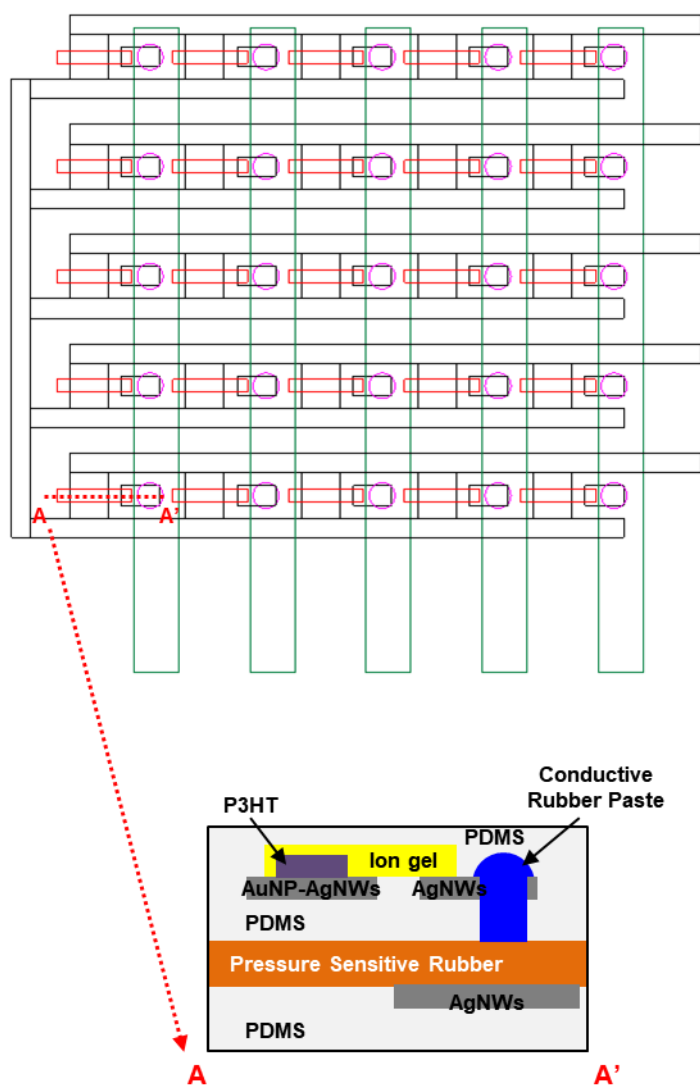 A
A'
Conductive
Rubber Paste
P3HT
PDMS
Ion gel
AuNP-AgNWs
AgNWs
PDMS
Pressure Sensitive Rubber
AgNWs
PDMS
A
A'